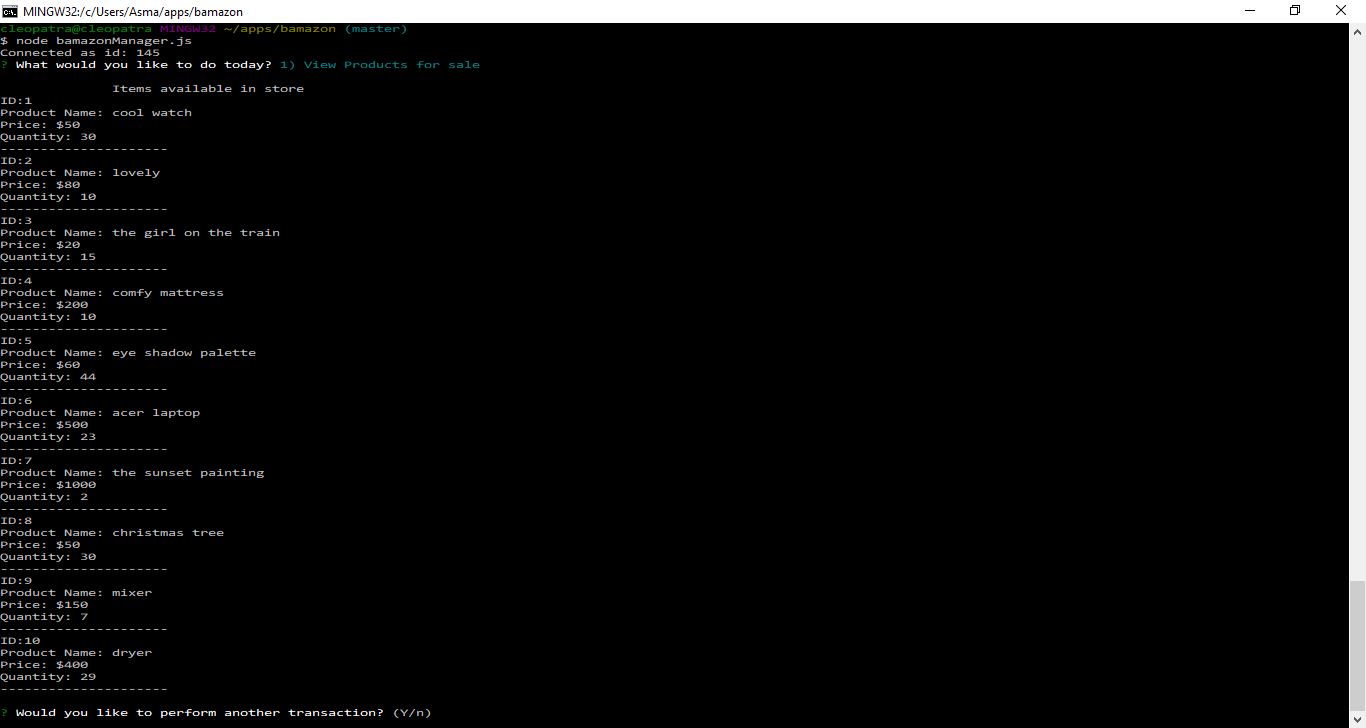 MINGW32:/c/Users/Asma/apps/bamazon
cleopatra@cleopatra MINGW32 ~/apps/bamazon (master)
$ node bamazonManager.js
Connected as id: 145
? What would you like to do today? 1) View Products for sale
Items available in store
ID:1
Product Name: cool watch
Price: $50
Quantity: 30
---------------------
ID:2
Product Name: lovely
Price: $80
Quantity: 10
---------------------
ID:3
Product Name: the girl on the train
Price: $20
Quantity: 15
---------------------
ID:4
Product Name: comfy mattress
Price: $200
Quantity: 10
---------------------
ID:5
Product Name: eye shadow palette
Price: $60
Quantity: 44
---------------------
ID:6
Product Name: acer laptop
Price: $500
Quantity: 23
---------------------
ID:7
Product Name: the sunset painting
Price: $1000
Quantity: 2
---------------------
ID:8
Product Name: christmas tree
Price: $50
Quantity: 30
---------------------
ID:9
Product Name: mixer
Price: $150
Quantity: 7
---------------------
ID:10
Product Name: dryer
Price: $400
Quantity: 29
---------------------
? Would you like to perform another transaction? (Y/n)